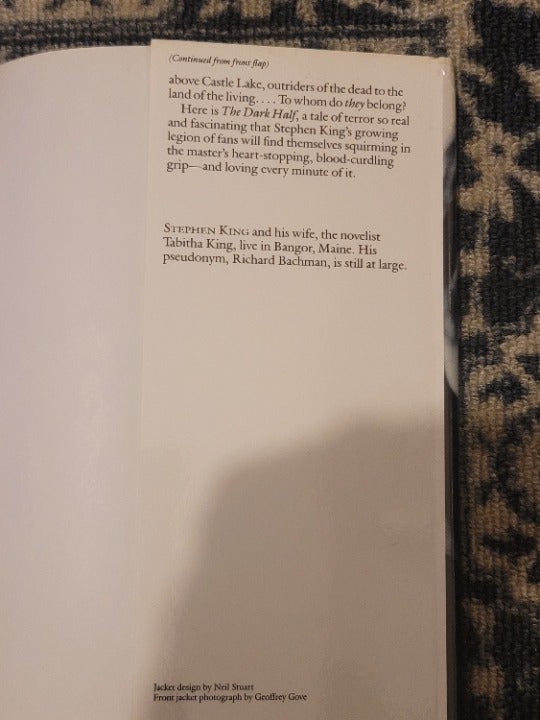 (Continued from front flap)
above Castle Lake, outriders of the dead to the
land of the living. . . . To whom do they belong?
Here is The Dark Half, a tale of terror so real
and fascinating that Stephen King's growing
legion of fans will find themselves squirming in
the master's heart-stopping, blood-curdling
grip—and loving every minute of it.
STEPHEN KING and his wife, the novelist
Tabitha King, live in Bangor, Maine. His
pseudonym, Richard Bachman, is still at large.
Jacket design by Neil Stuart
Front jacket photograph by Geoffrey Gove